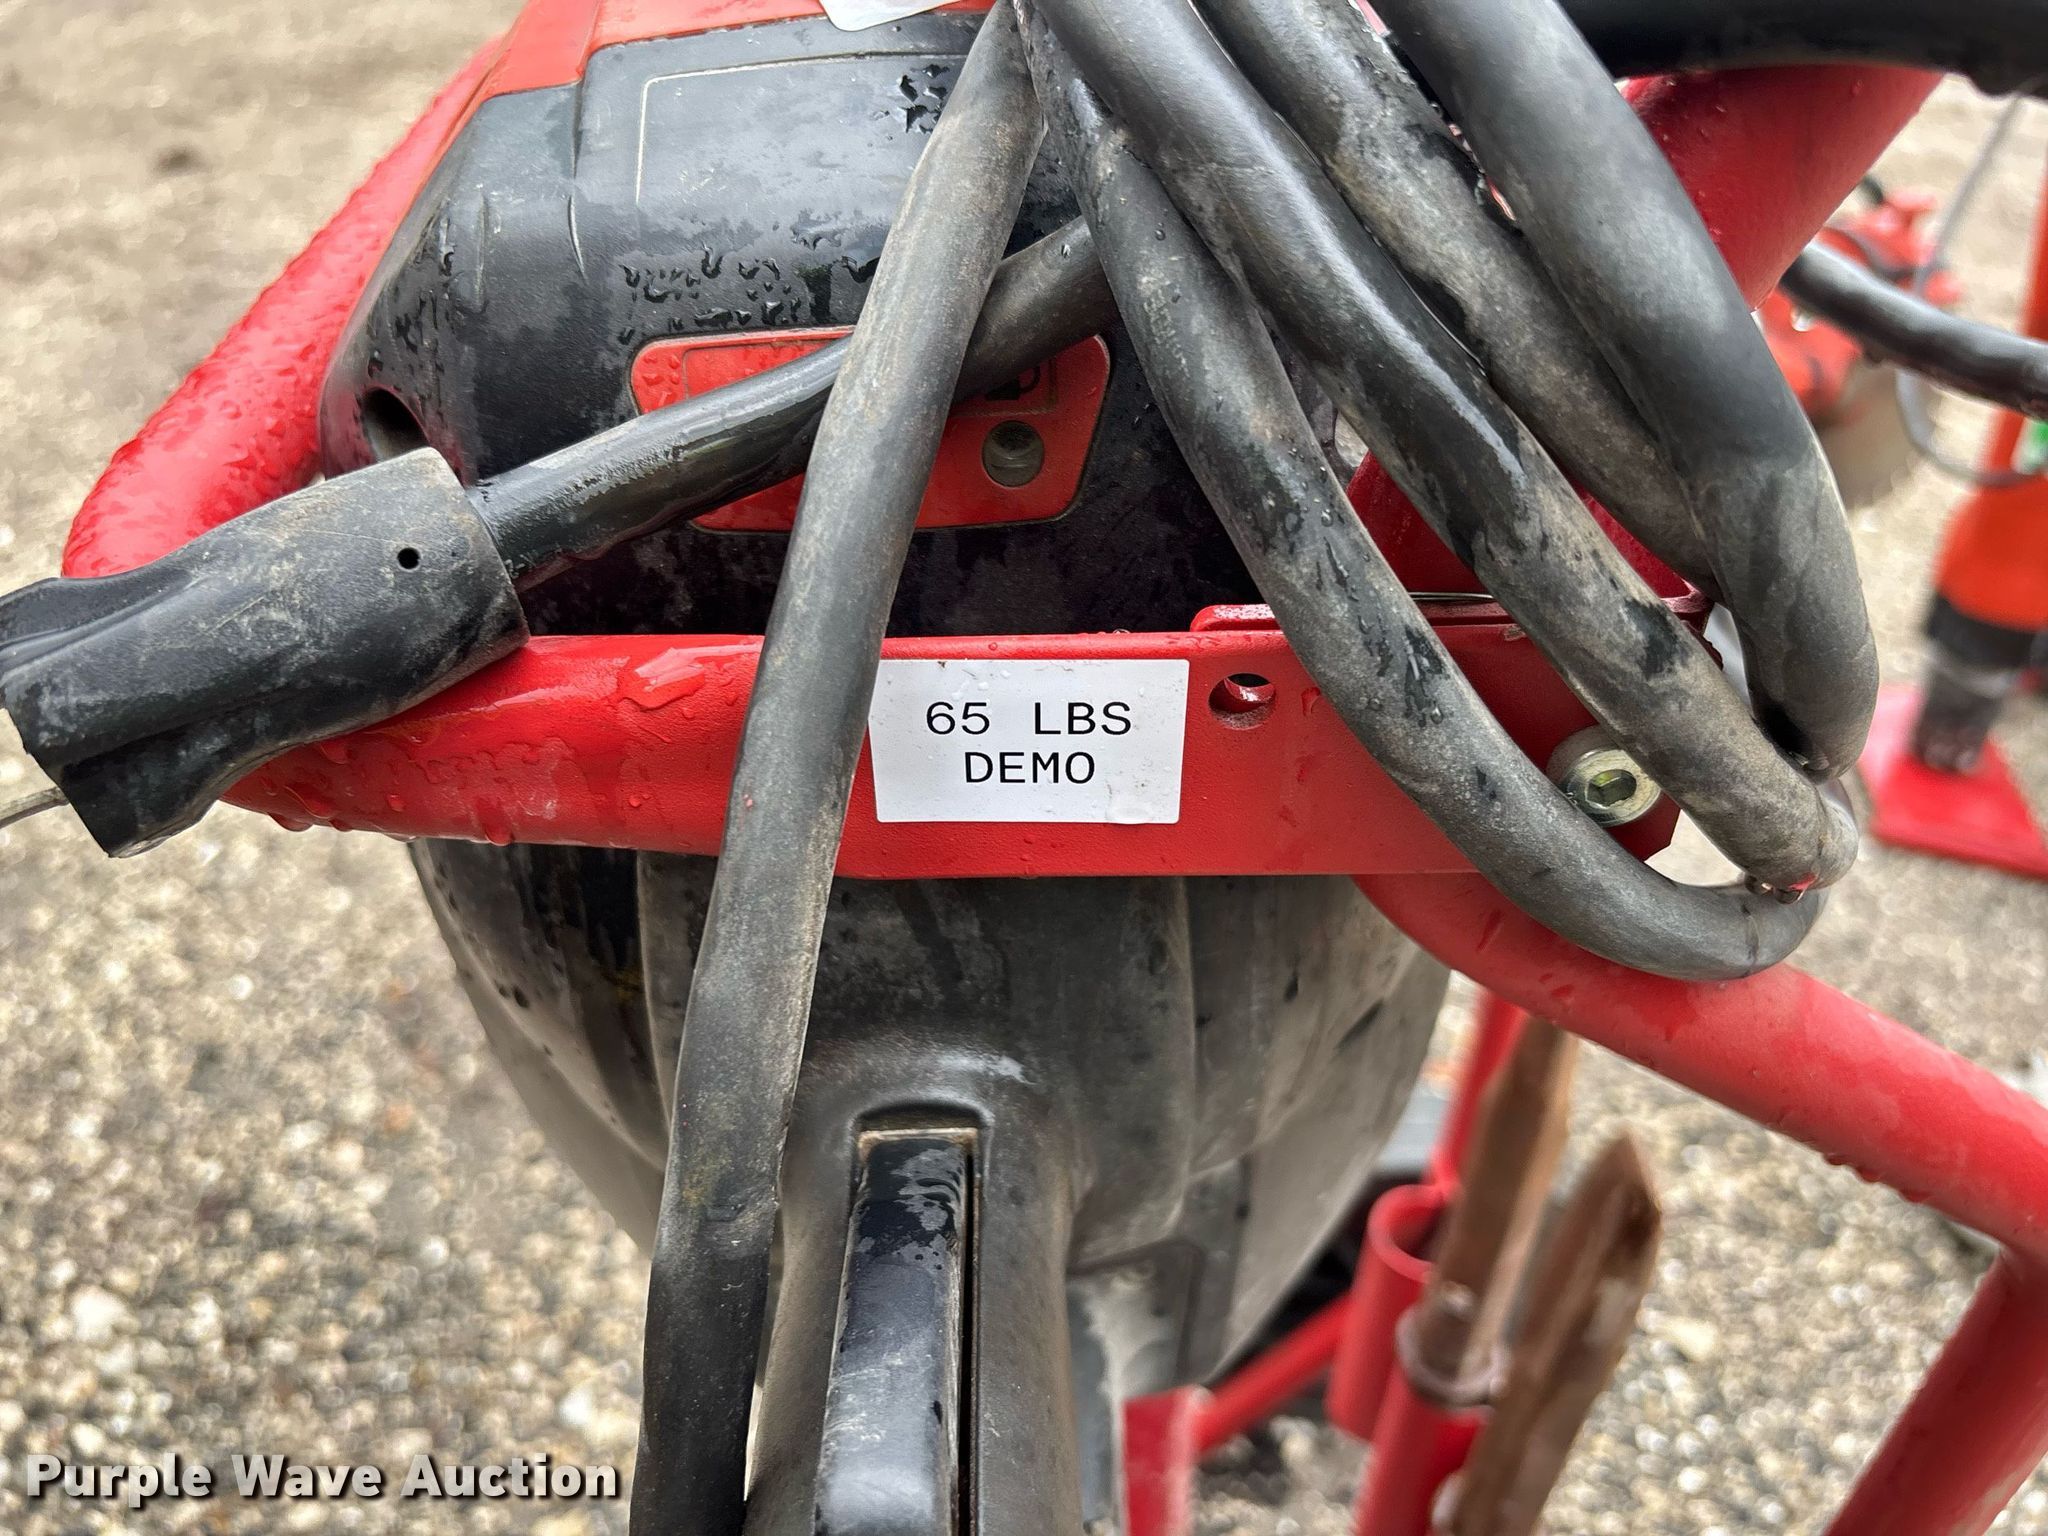 65 LBS
DEMO
Purple Wave Auction